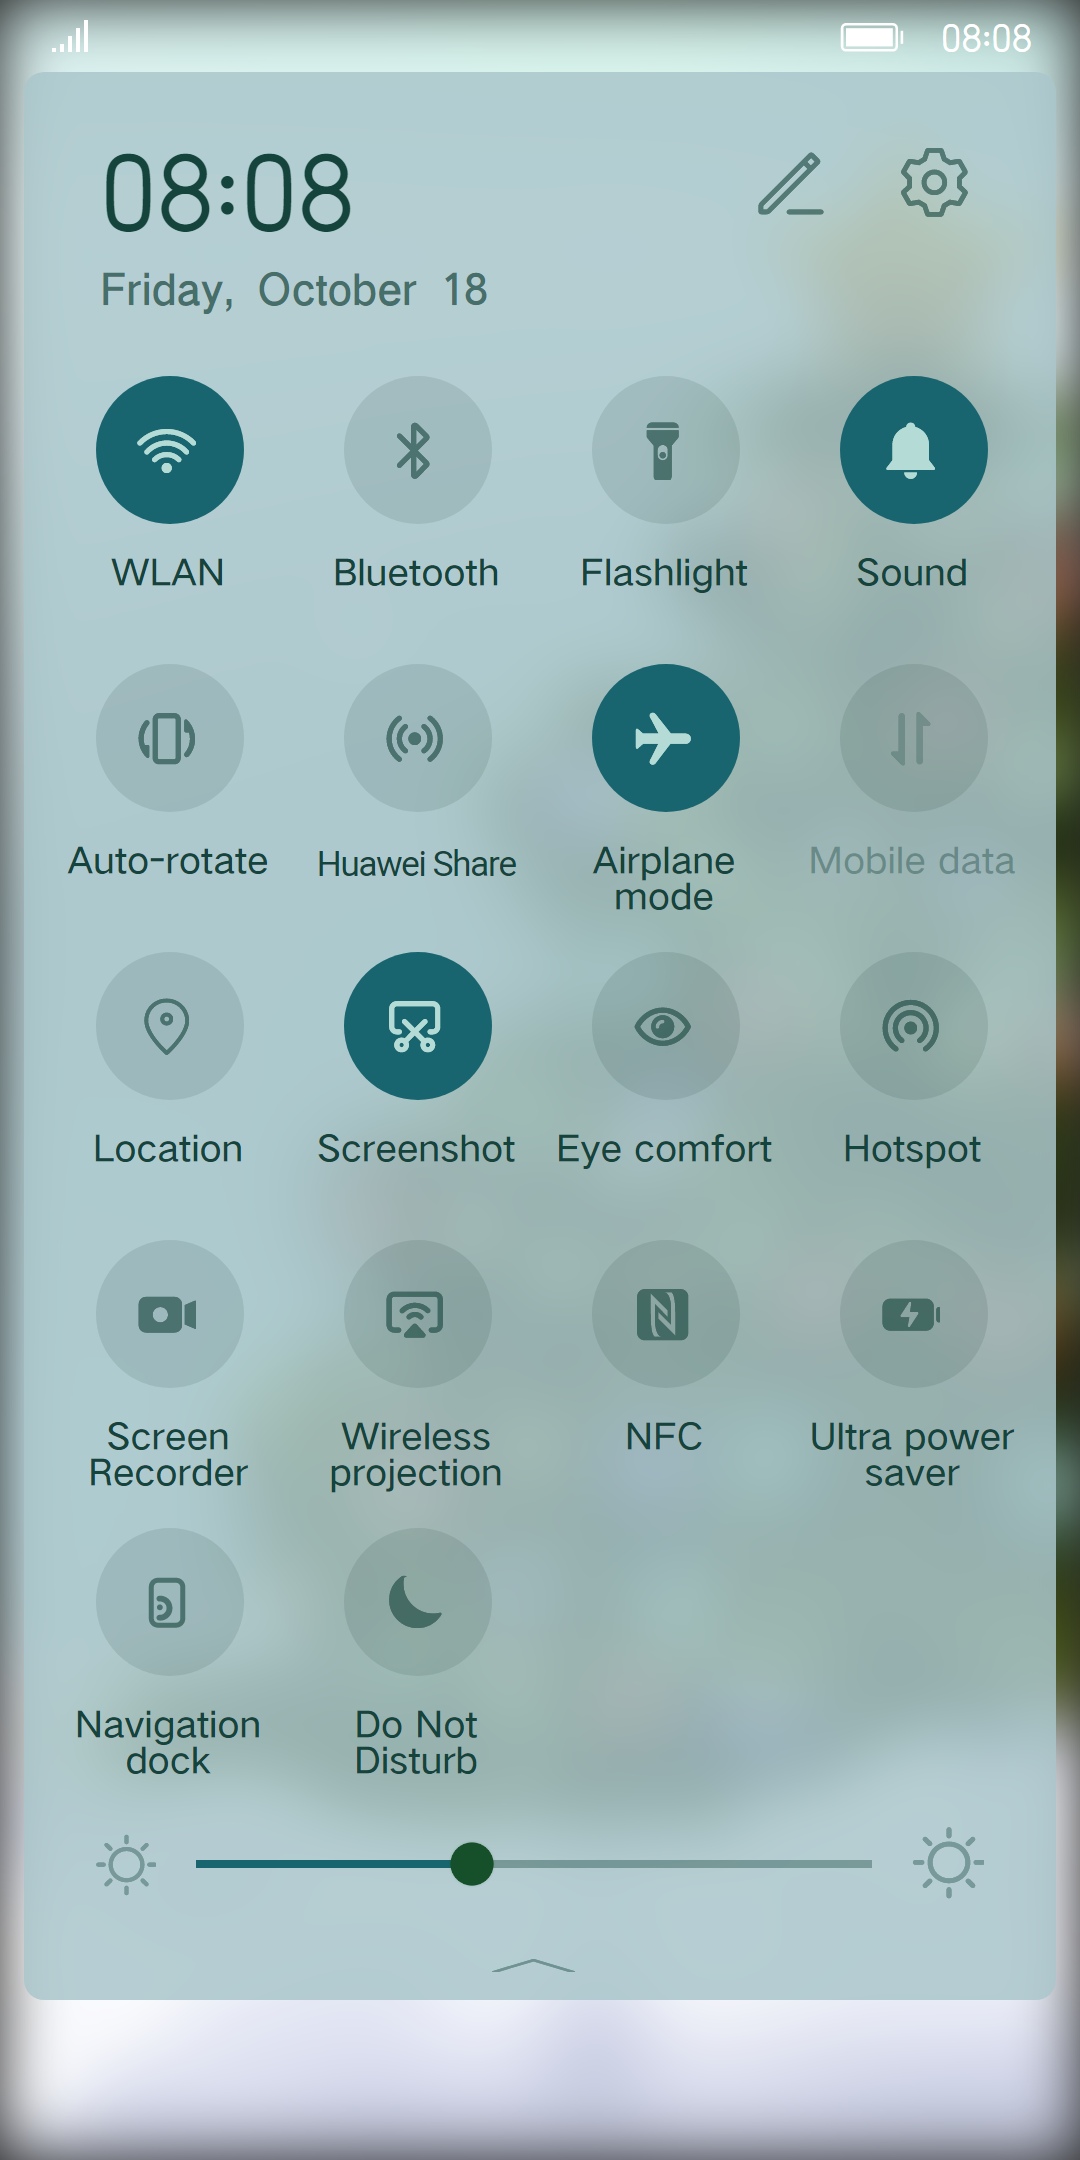 08:08
08:08
Friday, October 18
WLAN Bluetooth Flashlight Sound
Auto-rotate Huawei Share Airplane mode Mobile data
Location Screenshot Eye comfort Hotspot
Screen Recorder Wireless projection NFC Ultra power saver
Navigation dock Do Not Disturb